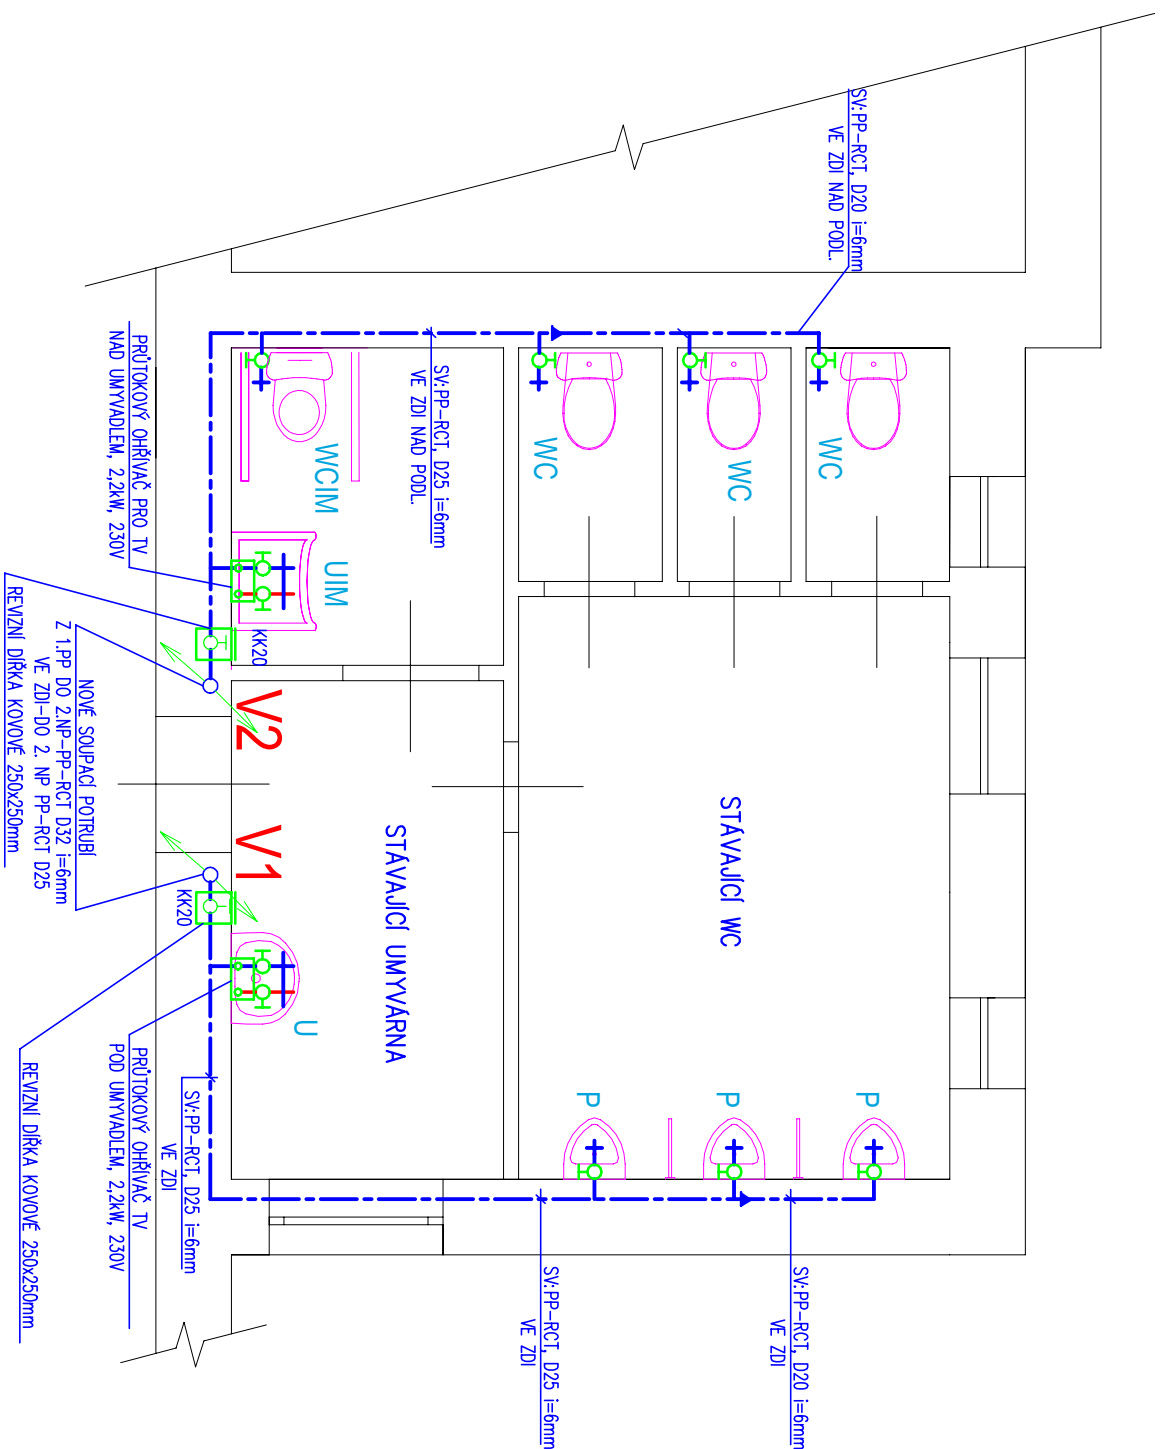 SV:PP-RCT, D20 i=6mm
VE ZDI NAD PODL.
SV:PP-RCT, D25 i=6mm
VE ZDI NAD PODL.
WC
WC
WC
WCIM
UIM
PRŮTOKOVÝ OHŘÍVAČ PRO TV
NAD UMYVADLEM, 2,2kW, 230V
REVIZNÍ DÍŘKA KOVOVÉ 250x250mm
KK20
NOVÉ SOUPACÍ POTRUBÍ
Z 1.PP DO 2.NP-PP-RCT D32 i=6mm
VE ZDI-DO 2. NP PP-RCT D25
V2
V1
KK20
STÁVAJÍCÍ WC
STÁVAJÍCÍ UMYVÁRNA
U
P
P
P
SV:PP-RCT, D25 i=6mm
VE ZDI
PRŮTOKOVÝ OHŘÍVAČ TV
POD UMYVADLEM, 2,2kW, 230V
REVIZNÍ DÍŘKA KOVOVÉ 250x250mm
SV:PP-RCT, D25 i=6mm
VE ZDI
SV:PP-RCT, D20 i=6mm
VE ZDI